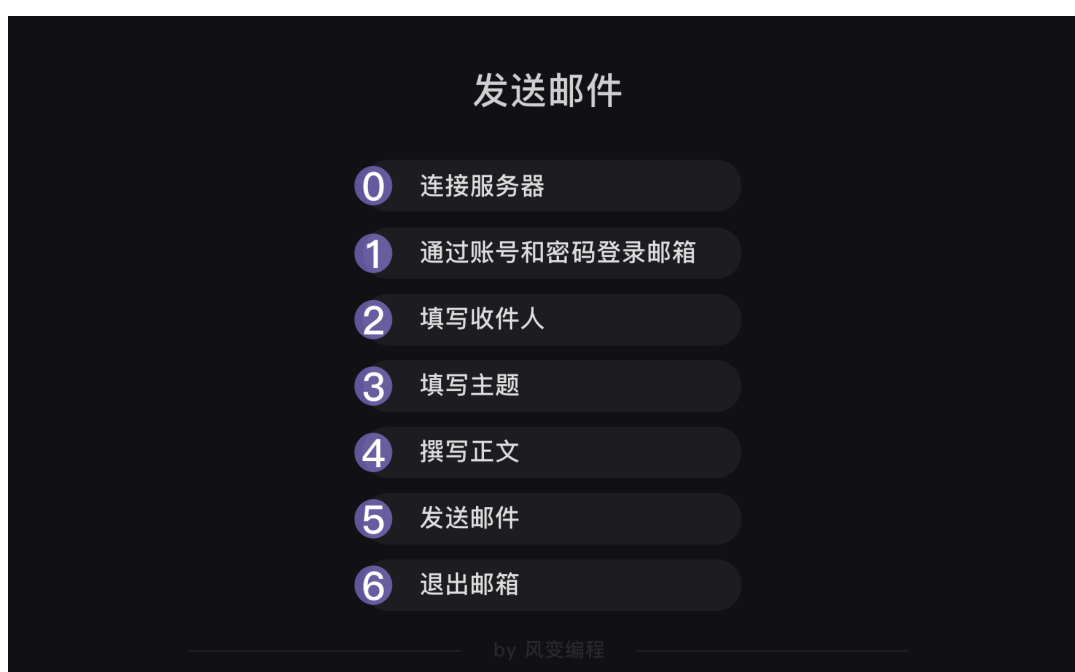 发送邮件
0 连接服务器
1 通过账号和密码登录邮箱
2 填写收件人
3 填写主题
4 撰写正文
5 发送邮件
6 退出邮箱
by 风变编程